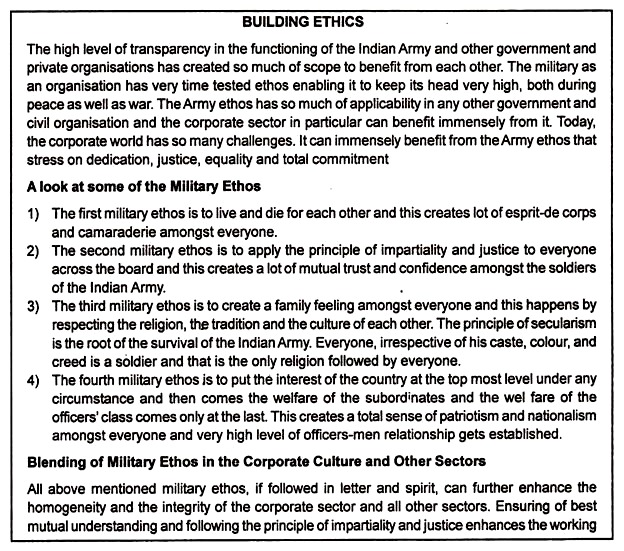 BUILDING ETHICS
The high level of transparency in the functioning of the Indian Army and other government and
private organisations has created so much of scope to benefit from each other. The military as
an organisation has very time tested ethos enabling it to keep its head very high, both during
peace as well as war. The Army ethos has so much of applicability in any other government and
civil organisation and the corporate sector in particular can benefit immensely from it. Today,
the corporate world has so many challenges. It can immensely benefit from the Army ethos that
stress on dedication, justice, equality and total commitment
A look at some of the Military Ethos
1) The first military ethos is to live and die for each other and this creates lot of esprit-de corps
and camaraderie amongst everyone.
2) The second military ethos is to apply the principle of impartiality and justice to everyone
across the board and this creates a lot of mutual trust and confidence amongst the soldiers
of the Indian Army.
3) The third military ethos is to create a family feeling amongst everyone and this happens by
respecting the religion, the tradition and the culture of each other. The principle of secularism
is the root of the survival of the Indian Army. Everyone, irrespective of his caste, colour, and
creed is a soldier and that is the only religion followed by everyone.
4) The fourth military ethos is to put the interest of the country at the top most level under any
circumstance and then comes the welfare of the subordinates and the wel fare of the
officers' class comes only at the last. This creates a total sense of patriotism and nationalism
amongst everyone and very high level of officers-men relationship gets established.
Blending of Military Ethos in the Corporate Culture and Other Sectors
All above mentioned military ethos, if followed in letter and spirit, can further enhance the
homogeneity and the integrity of the corporate sector and all other sectors. Ensuring of best
mutual understanding and following the principle of impartiality and justice enhances the working